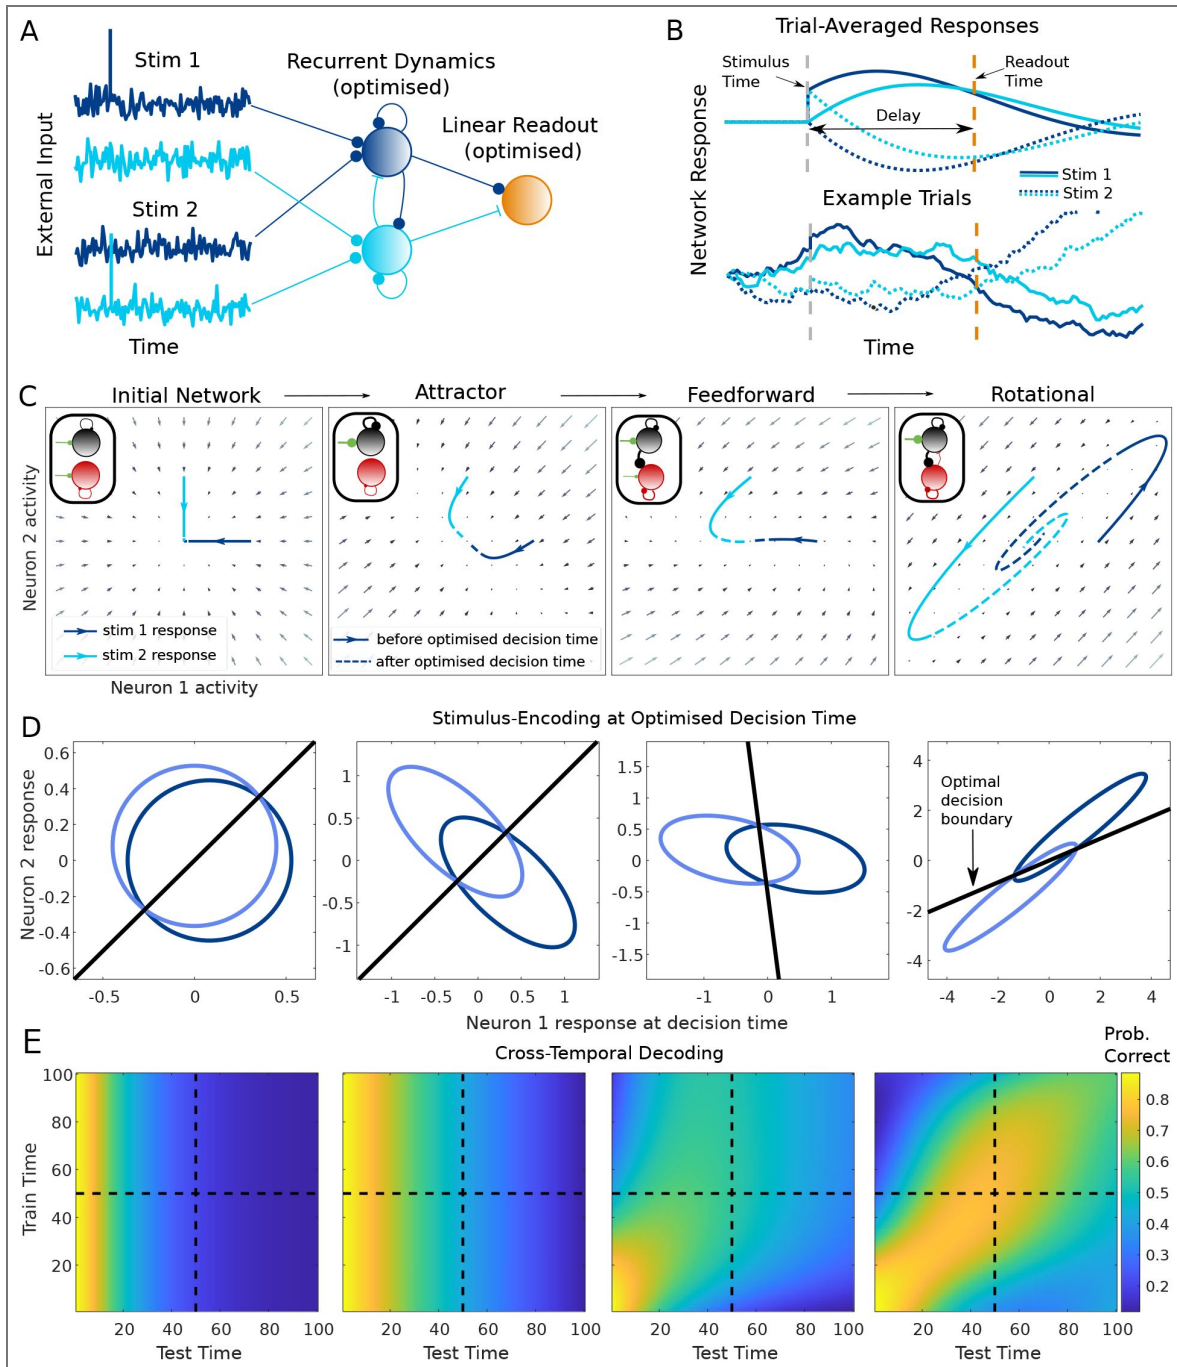 A
Stim 1
Stim 2
External Input
Time
Recurrent Dynamics
(optimised)
Linear Readout
(optimised)
B
Trial-Averaged Responses
Stimulus
Time
Readout
Time
Delay
Stim 1
Stim 2
Example Trials
Network Response
Time
C
Initial Network
Attractor
Feedforward
Rotational
Neuron 2 activity
stim 1 response
stim 2 response
before optimised decision time
after optimised decision time
Neuron 1 activity
D
Stimulus-Encoding at Optimised Decision Time
Neuron 2 response
0.6
0.4
0.2
0
-0.2
-0.4
-0.6
-0.5
0
0.5
1
0.5
0
-0.5
-1
-1
-0.5
0
0.5
1
1.5
1
0.5
0
-0.5
-1
-1.5
-1
0
1
Optimal
decision
boundary
4
2
0
-2
-4
-4
-2
0
2
4
Neuron 1 response at decision time
E
Cross-Temporal Decoding
Prob.
Correct
Train Time
100
80
60
40
20
20 40 60 80 100
Test Time
20 40 60 80 100
Test Time
20 40 60 80 100
Test Time
20 40 60 80 100
Test Time
0.8
0.7
0.6
0.5
0.4
0.3
0.2